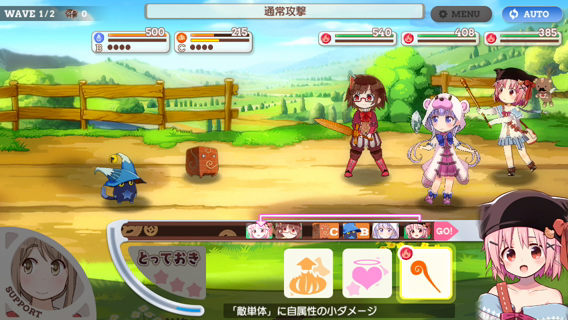 WAVE 1/2 0
通常攻撃
MENU
AUTO
500
B
215
C
540
408
385
C
B
GO!
SUPPORT
とっておき
「敵単体」に自属性の小ダメージ